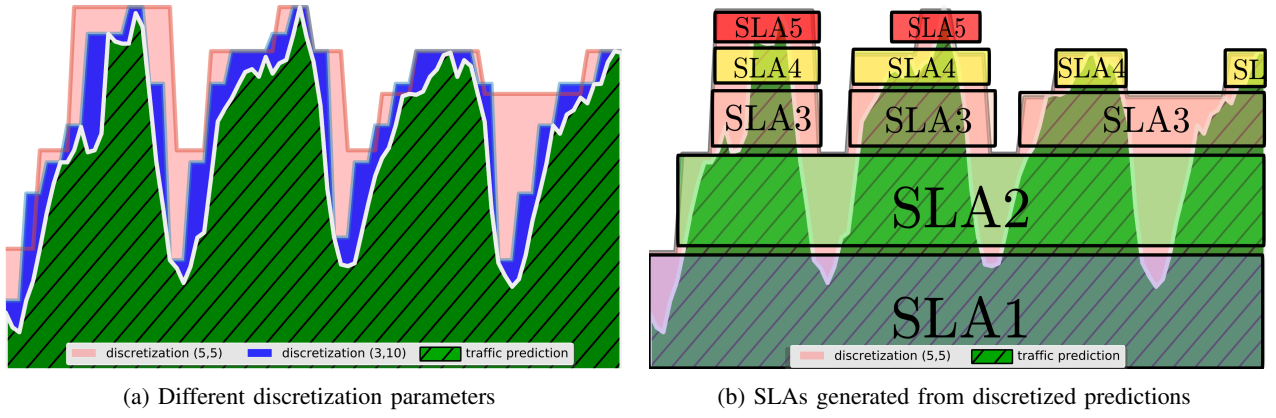 discretization (5,5) discretization (3,10) traffic prediction
(a) Different discretization parameters
SLA5 SLA5
SLA4 SLA4 SLA4 SL
SLA3 SLA3 SLA3
SLA2
SLA1
discretization (5,5) traffic prediction
(b) SLAs generated from discretized predictions